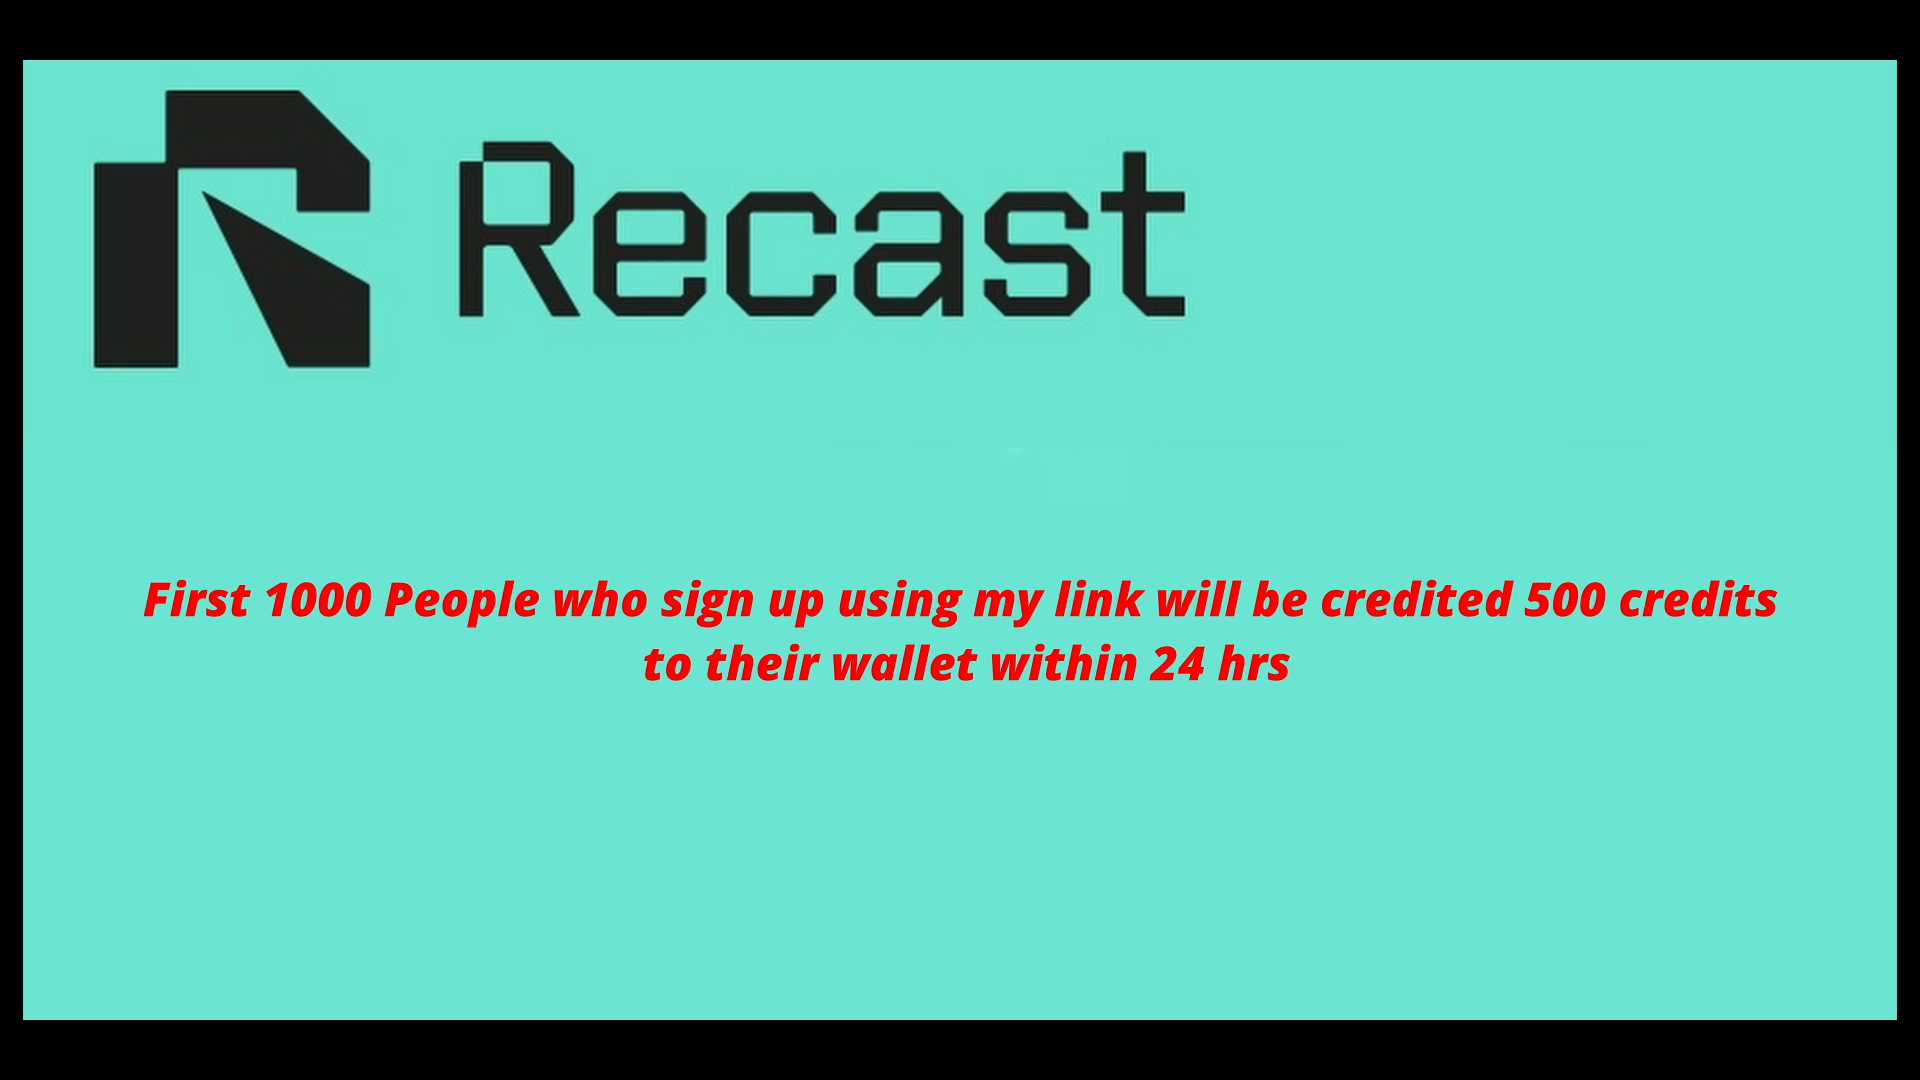 Recast
First 1000 People who sign up using my link will be credited 500 credits
to their wallet within 24 hrs